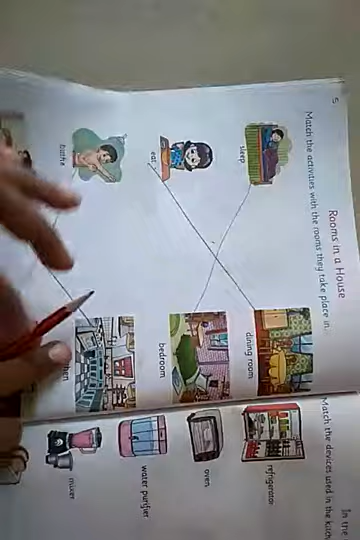 5
Rooms in a House
Match the activities with the rooms they take place in.
sleep
dining room
eat
bedroom
bathe
In the
Match the devices used in the
refrigerator
oven
water purifier
mixer